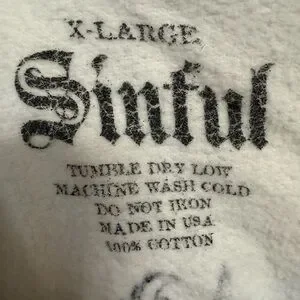 X-LARGE
Sinful
TUMBLE DRY LOW
MACHINE WASH COLD
DO NOT IRON
MADE IN USA
100% COTTON